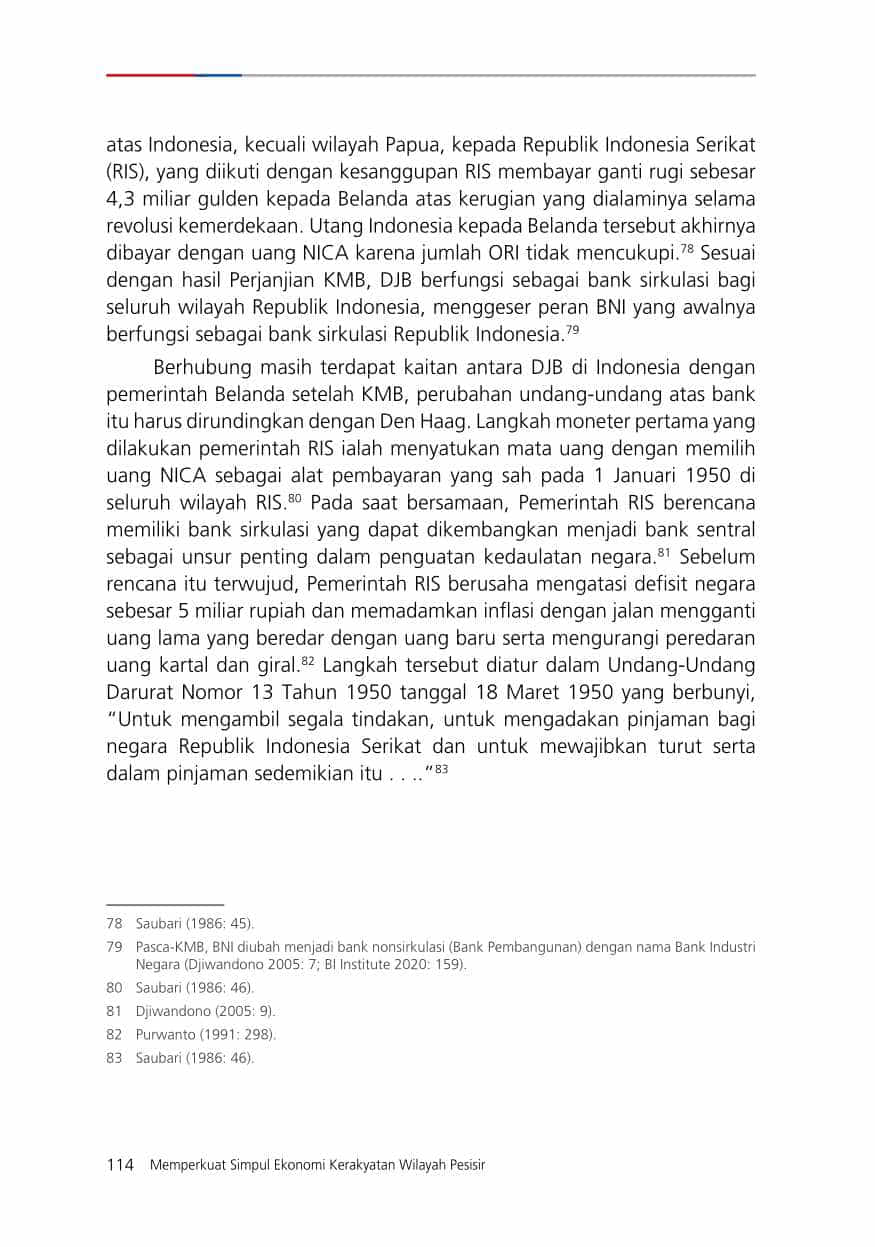 atas Indonesia, kecuali wilayah Papua, kepada Republik Indonesia Serikat
(RIS), yang diikuti dengan kesanggupan RIS membayar ganti rugi sebesar
4,3 miliar gulden kepada Belanda atas kerugian yang dialaminya selama
revolusi kemerdekaan. Utang Indonesia kepada Belanda tersebut akhirnya
dibayar dengan uang NICA karena jumlah ORI tidak mencukupi.78 Sesuai
dengan hasil Perjanjian KMB, DJB berfungsi sebagai bank sirkulasi bagi
seluruh wilayah Republik Indonesia, menggeser peran BNI yang awalnya
berfungsi sebagai bank sirkulasi Republik Indonesia.79
Berhubung masih terdapat kaitan antara DJB di Indonesia dengan
pemerintah Belanda setelah KMB, perubahan undang-undang atas bank
itu harus dirundingkan dengan Den Haag. Langkah moneter pertama yang
dilakukan pemerintah RIS ialah menyatukan mata uang dengan memilih
uang NICA sebagai alat pembayaran yang sah pada 1 Januari 1950 di
seluruh wilayah RIS.80 Pada saat bersamaan, Pemerintah RIS berencana
memiliki bank sirkulasi yang dapat dikembangkan menjadi bank sentral
sebagai unsur penting dalam penguatan kedaulatan negara.81 Sebelum
rencana itu terwujud, Pemerintah RIS berusaha mengatasi defisit negara
sebesar 5 miliar rupiah dan memadamkan inflasi dengan jalan mengganti
uang lama yang beredar dengan uang baru serta mengurangi peredaran
uang kartal dan giral.82 Langkah tersebut diatur dalam Undang-Undang
Darurat Nomor 13 Tahun 1950 tanggal 18 Maret 1950 yang berbunyi,
“Untuk mengambil segala tindakan, untuk mengadakan pinjaman bagi
negara Republik Indonesia Serikat dan untuk mewajibkan turut serta
dalam pinjaman sedemikian itu . . ..”83
78 Saubari (1986: 45).
79 Pasca-KMB, BNI diubah menjadi bank nonsirkulasi (Bank Pembangunan) dengan nama Bank Industri
Negara (Djiwandono 2005: 7; BI Institute 2020: 159).
80 Saubari (1986: 46).
81 Djiwandono (2005: 9).
82 Purwanto (1991: 298).
83 Saubari (1986: 46).
114 Memperkuat Simpul Ekonomi Kerakyatan Wilayah Pesisir